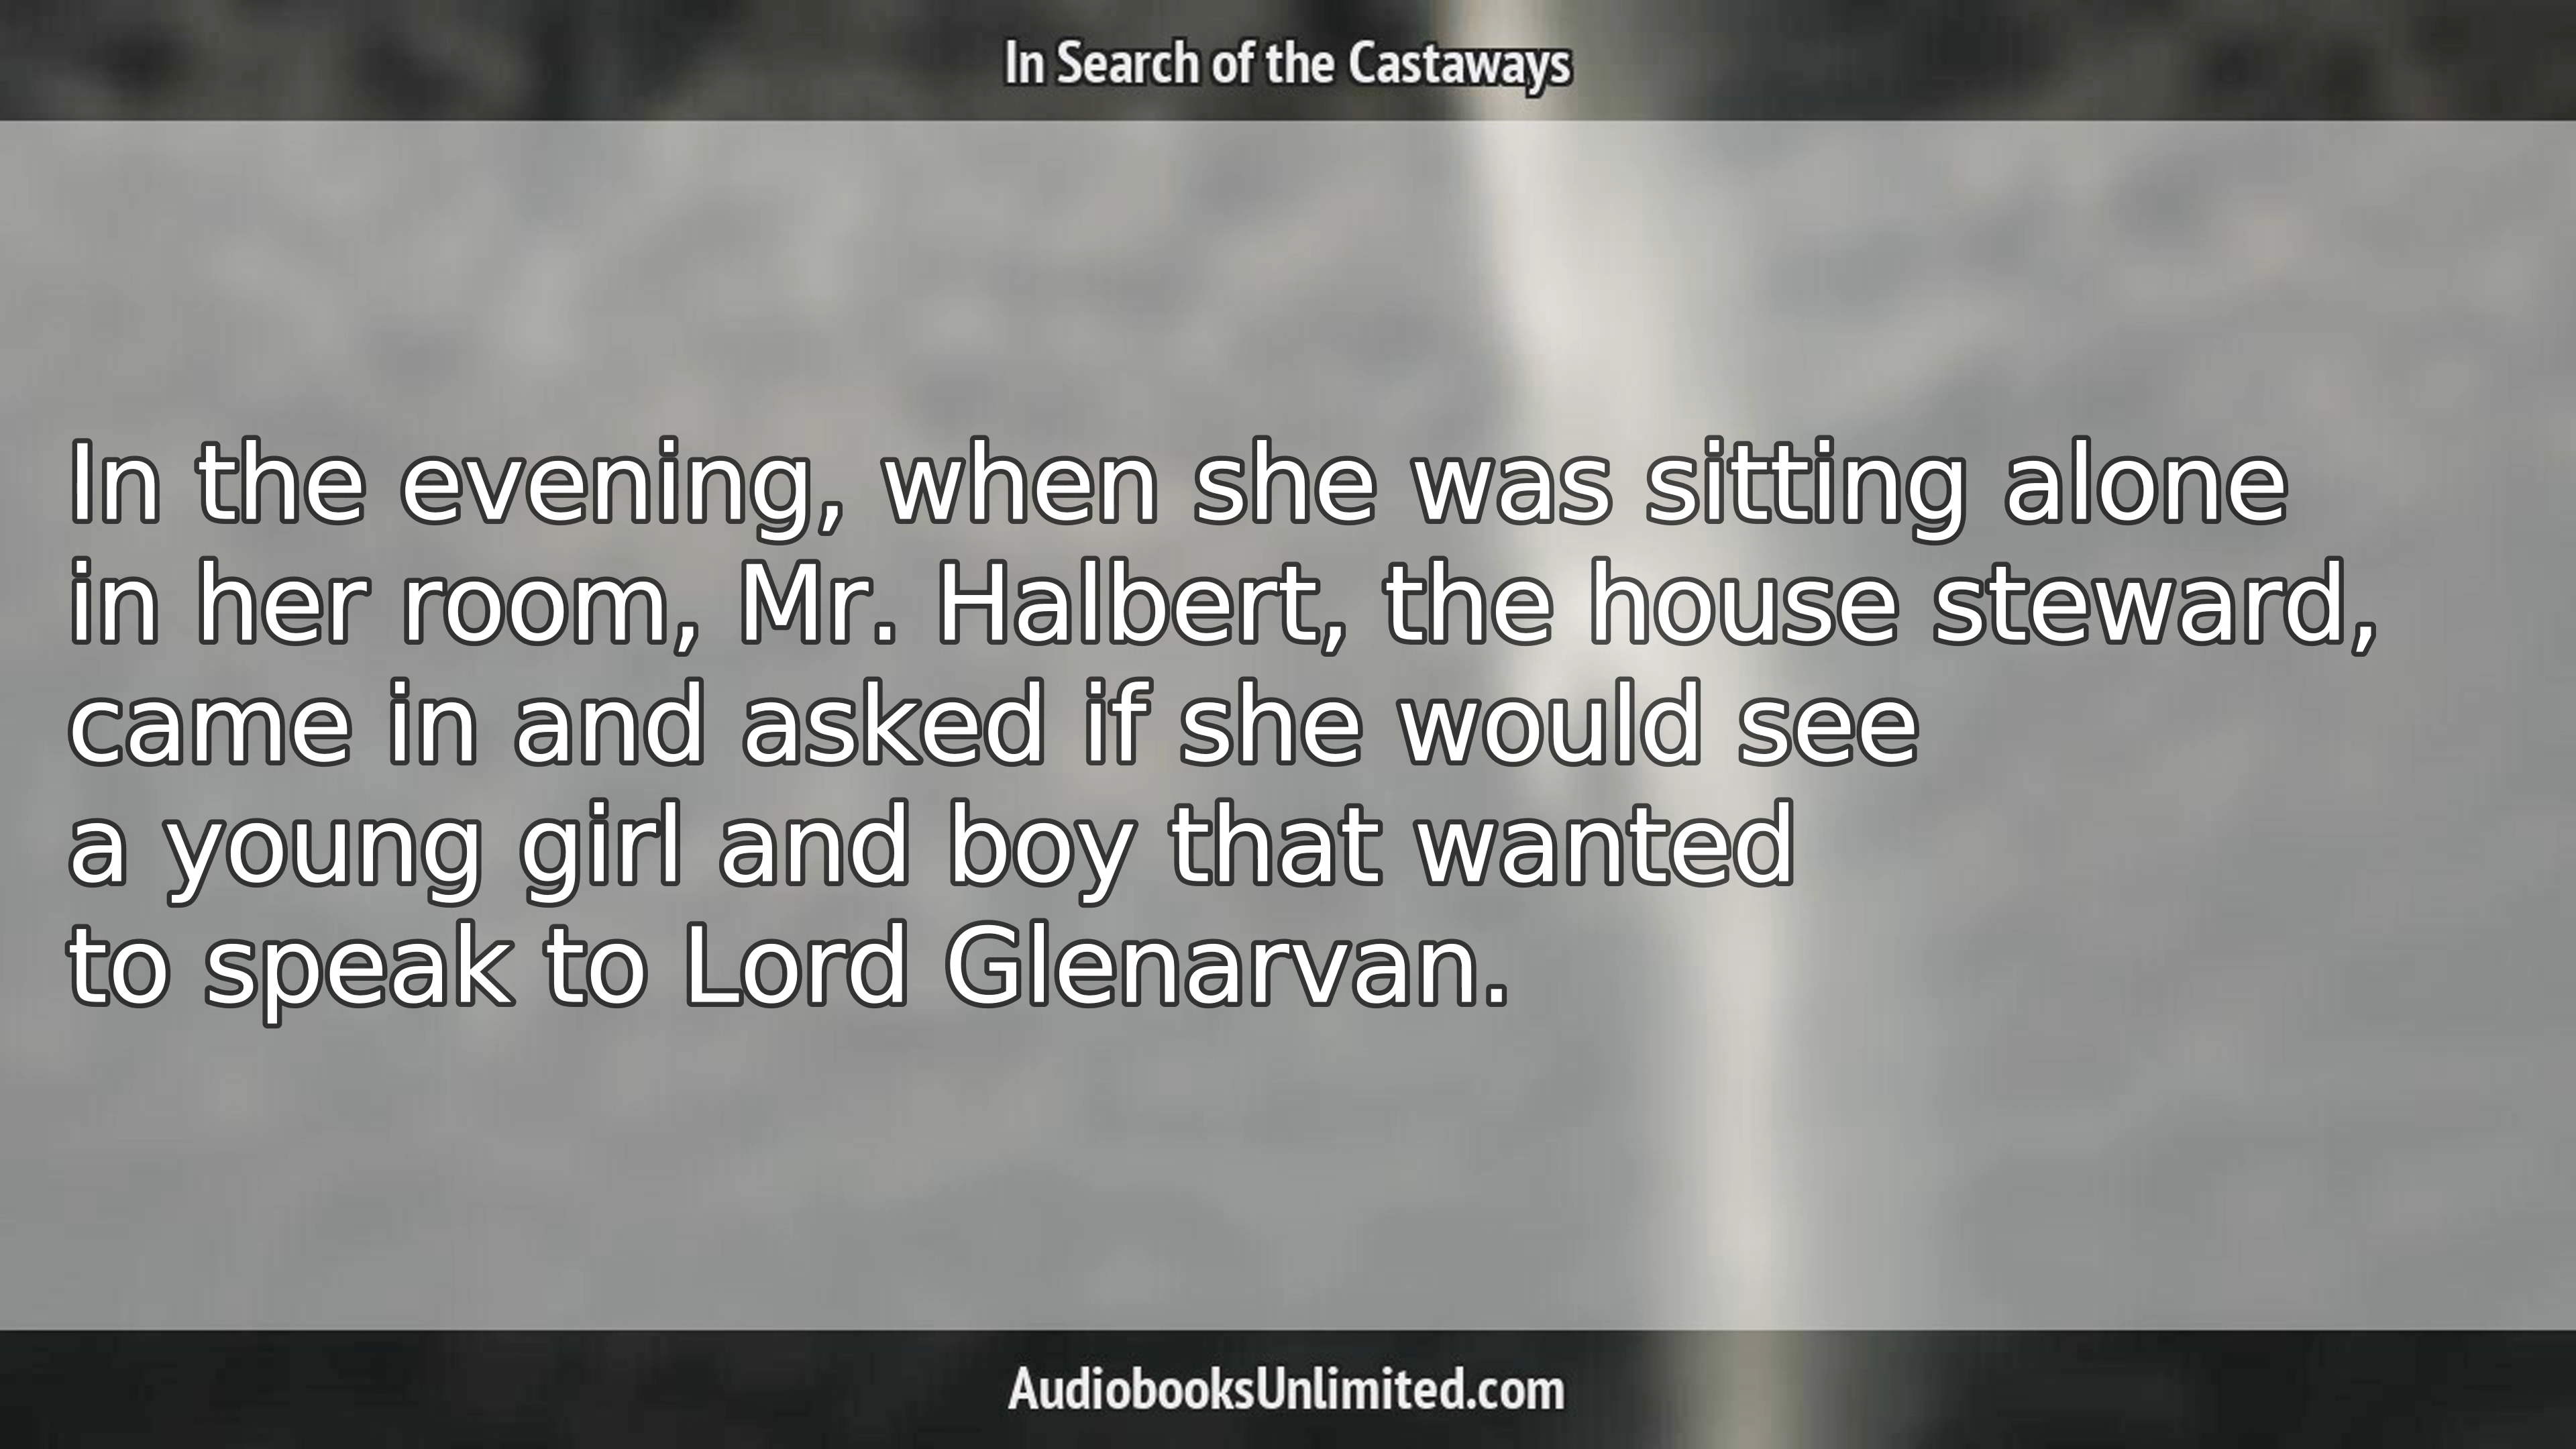 In Search of the Castaways
In the evening, when she was sitting alone
in her room, Mr. Halbert, the house steward,
came in and asked if she would see
a young girl and boy that wanted
to speak to Lord Glenarvan.
AudiobooksUnlimited.com